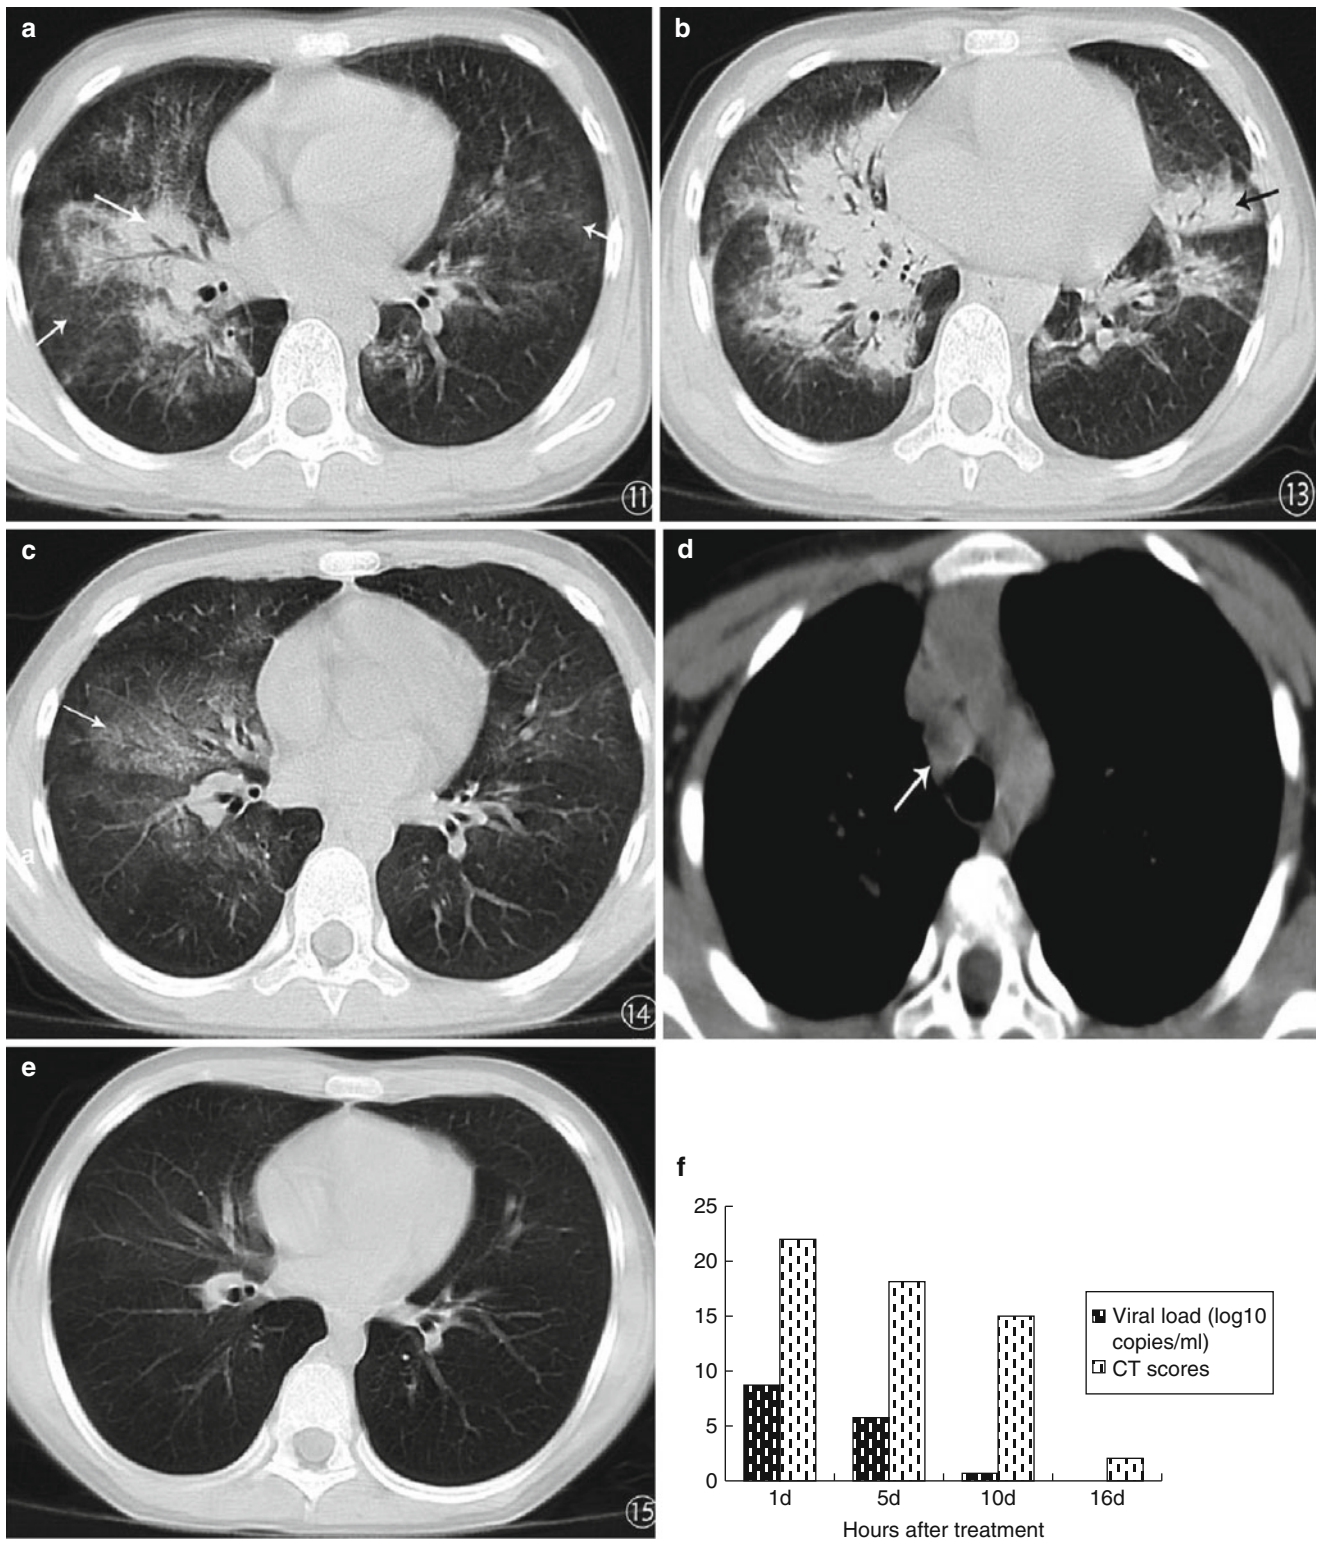 a
b
⑪
⑬
c
d
a
⑭
e
⑮
f
25
20
15
10
5
0
1d
5d
10d
16d
Hours after treatment
Viral load (log10
copies/ml)
CT scores